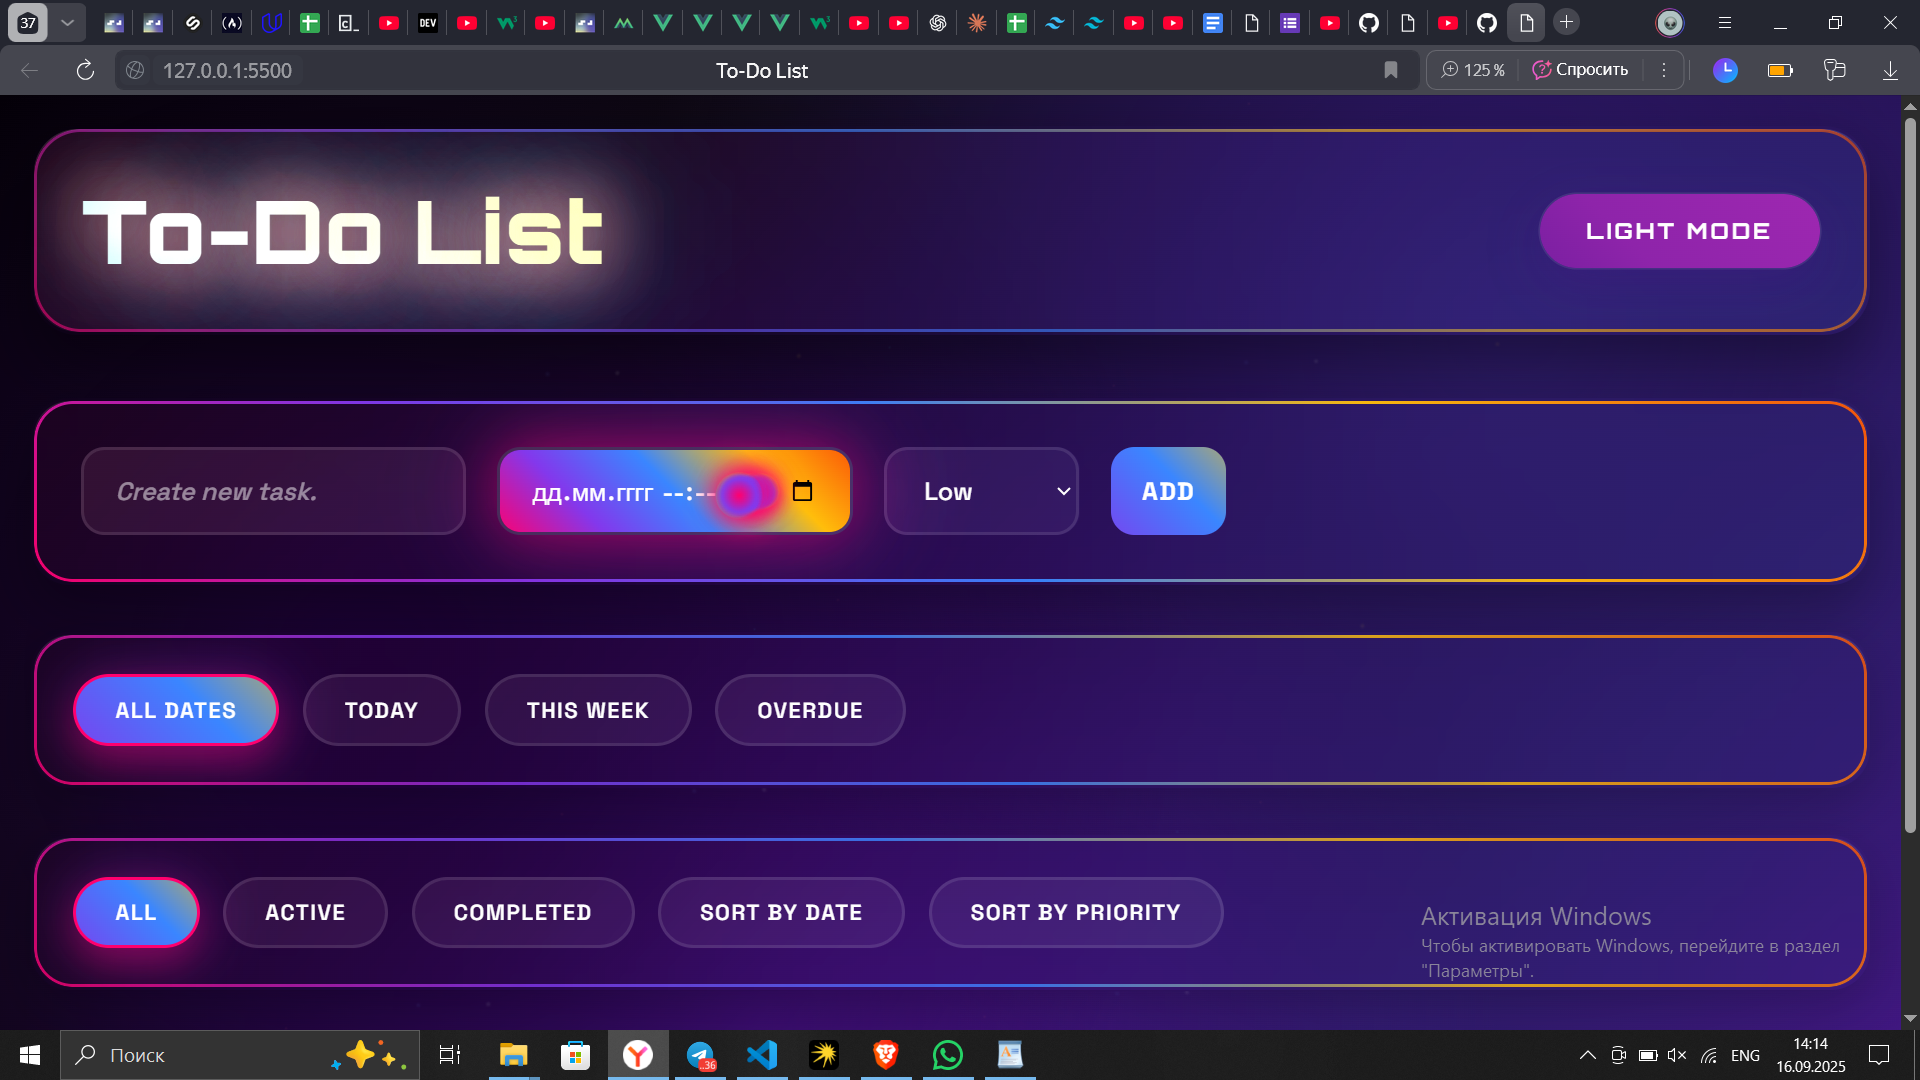 37
DEV
127.0.0.1:5500
To-Do List
125 %
Спросить
To-Do List
LIGHT MODE
Create new task.
дд.мм.гггг --:--
Low
ADD
ALL DATES
TODAY
THIS WEEK
OVERDUE
ALL
ACTIVE
COMPLETED
SORT BY DATE
SORT BY PRIORITY
Активация Windows
Чтобы активировать Windows, перейдите в раздел
"Параметры".
Поиск
..36
ENG
14:14
16.09.2025